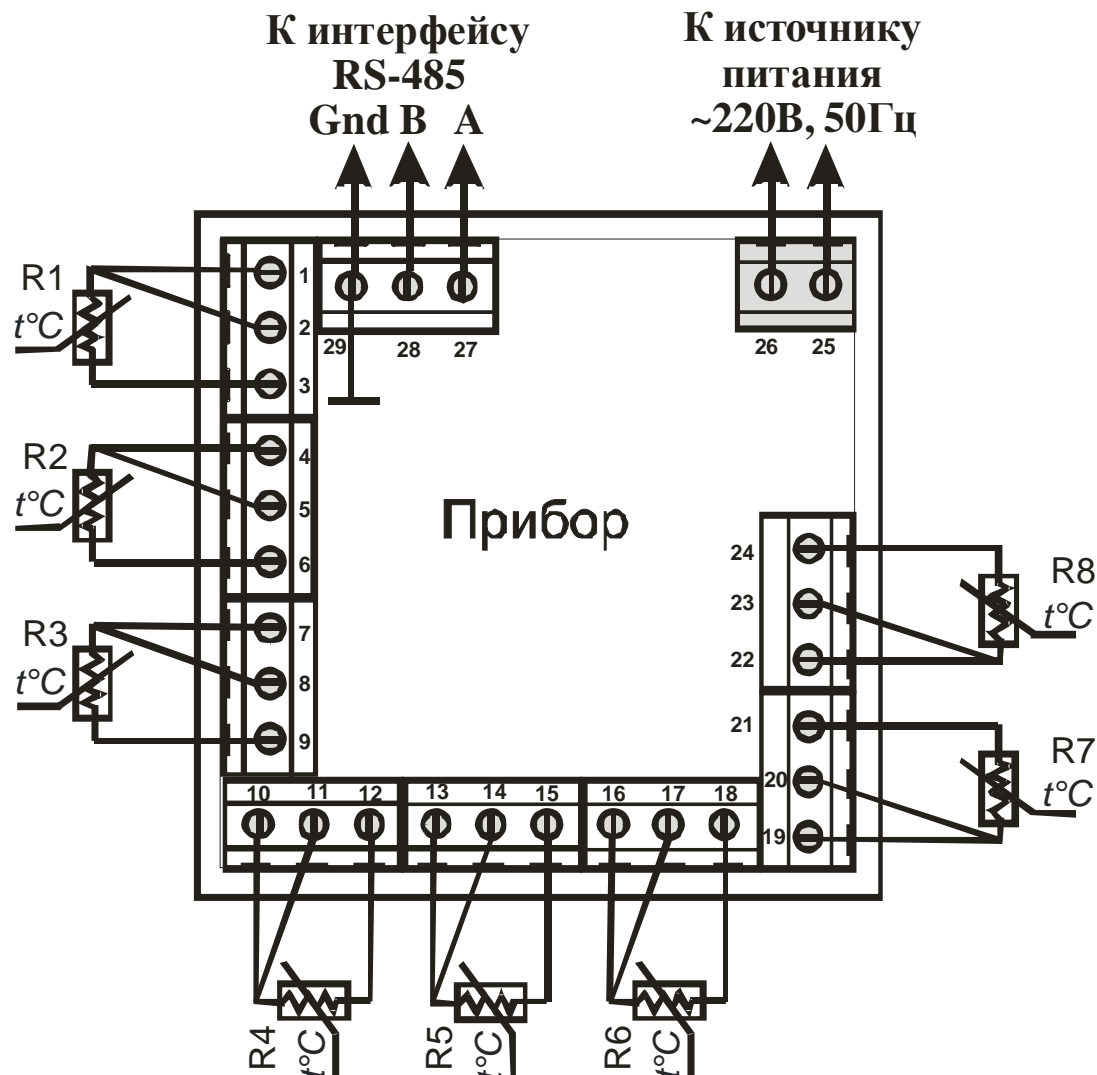 К интерфейсу
RS-485
Gnd B A
К источнику
питания
~220В, 50Гц
R1
t°C
1
2
3
29 28 27
26 25
R2
t°C
4
5
6
Прибор
R3
t°C
7
8
9
24
23
22
R8
t°C
21
20
19
R7
t°C
10 11 12 13 14 15 16 17 18
R4
t°C
R5
t°C
R6
t°C